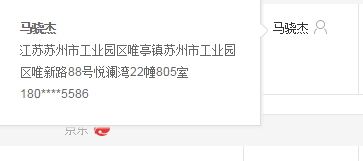 马骁杰
江苏苏州市工业园区唯亭镇苏州市工业园
区唯新路88号悦澜湾22幢805室
180****5586
马骁杰
京东